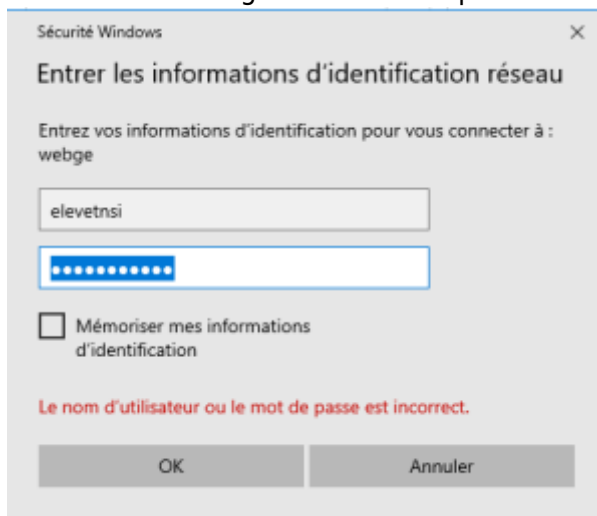 Sécurité Windows
Entrer les informations d'identification réseau
Entrez vos informations d'identification pour vous connecter à :
webge
elevetnsi
●●●●●●●●●●●
Mémoriser mes informations
d'identification
Le nom d'utilisateur ou le mot de passe est incorrect.
OK
Annuler